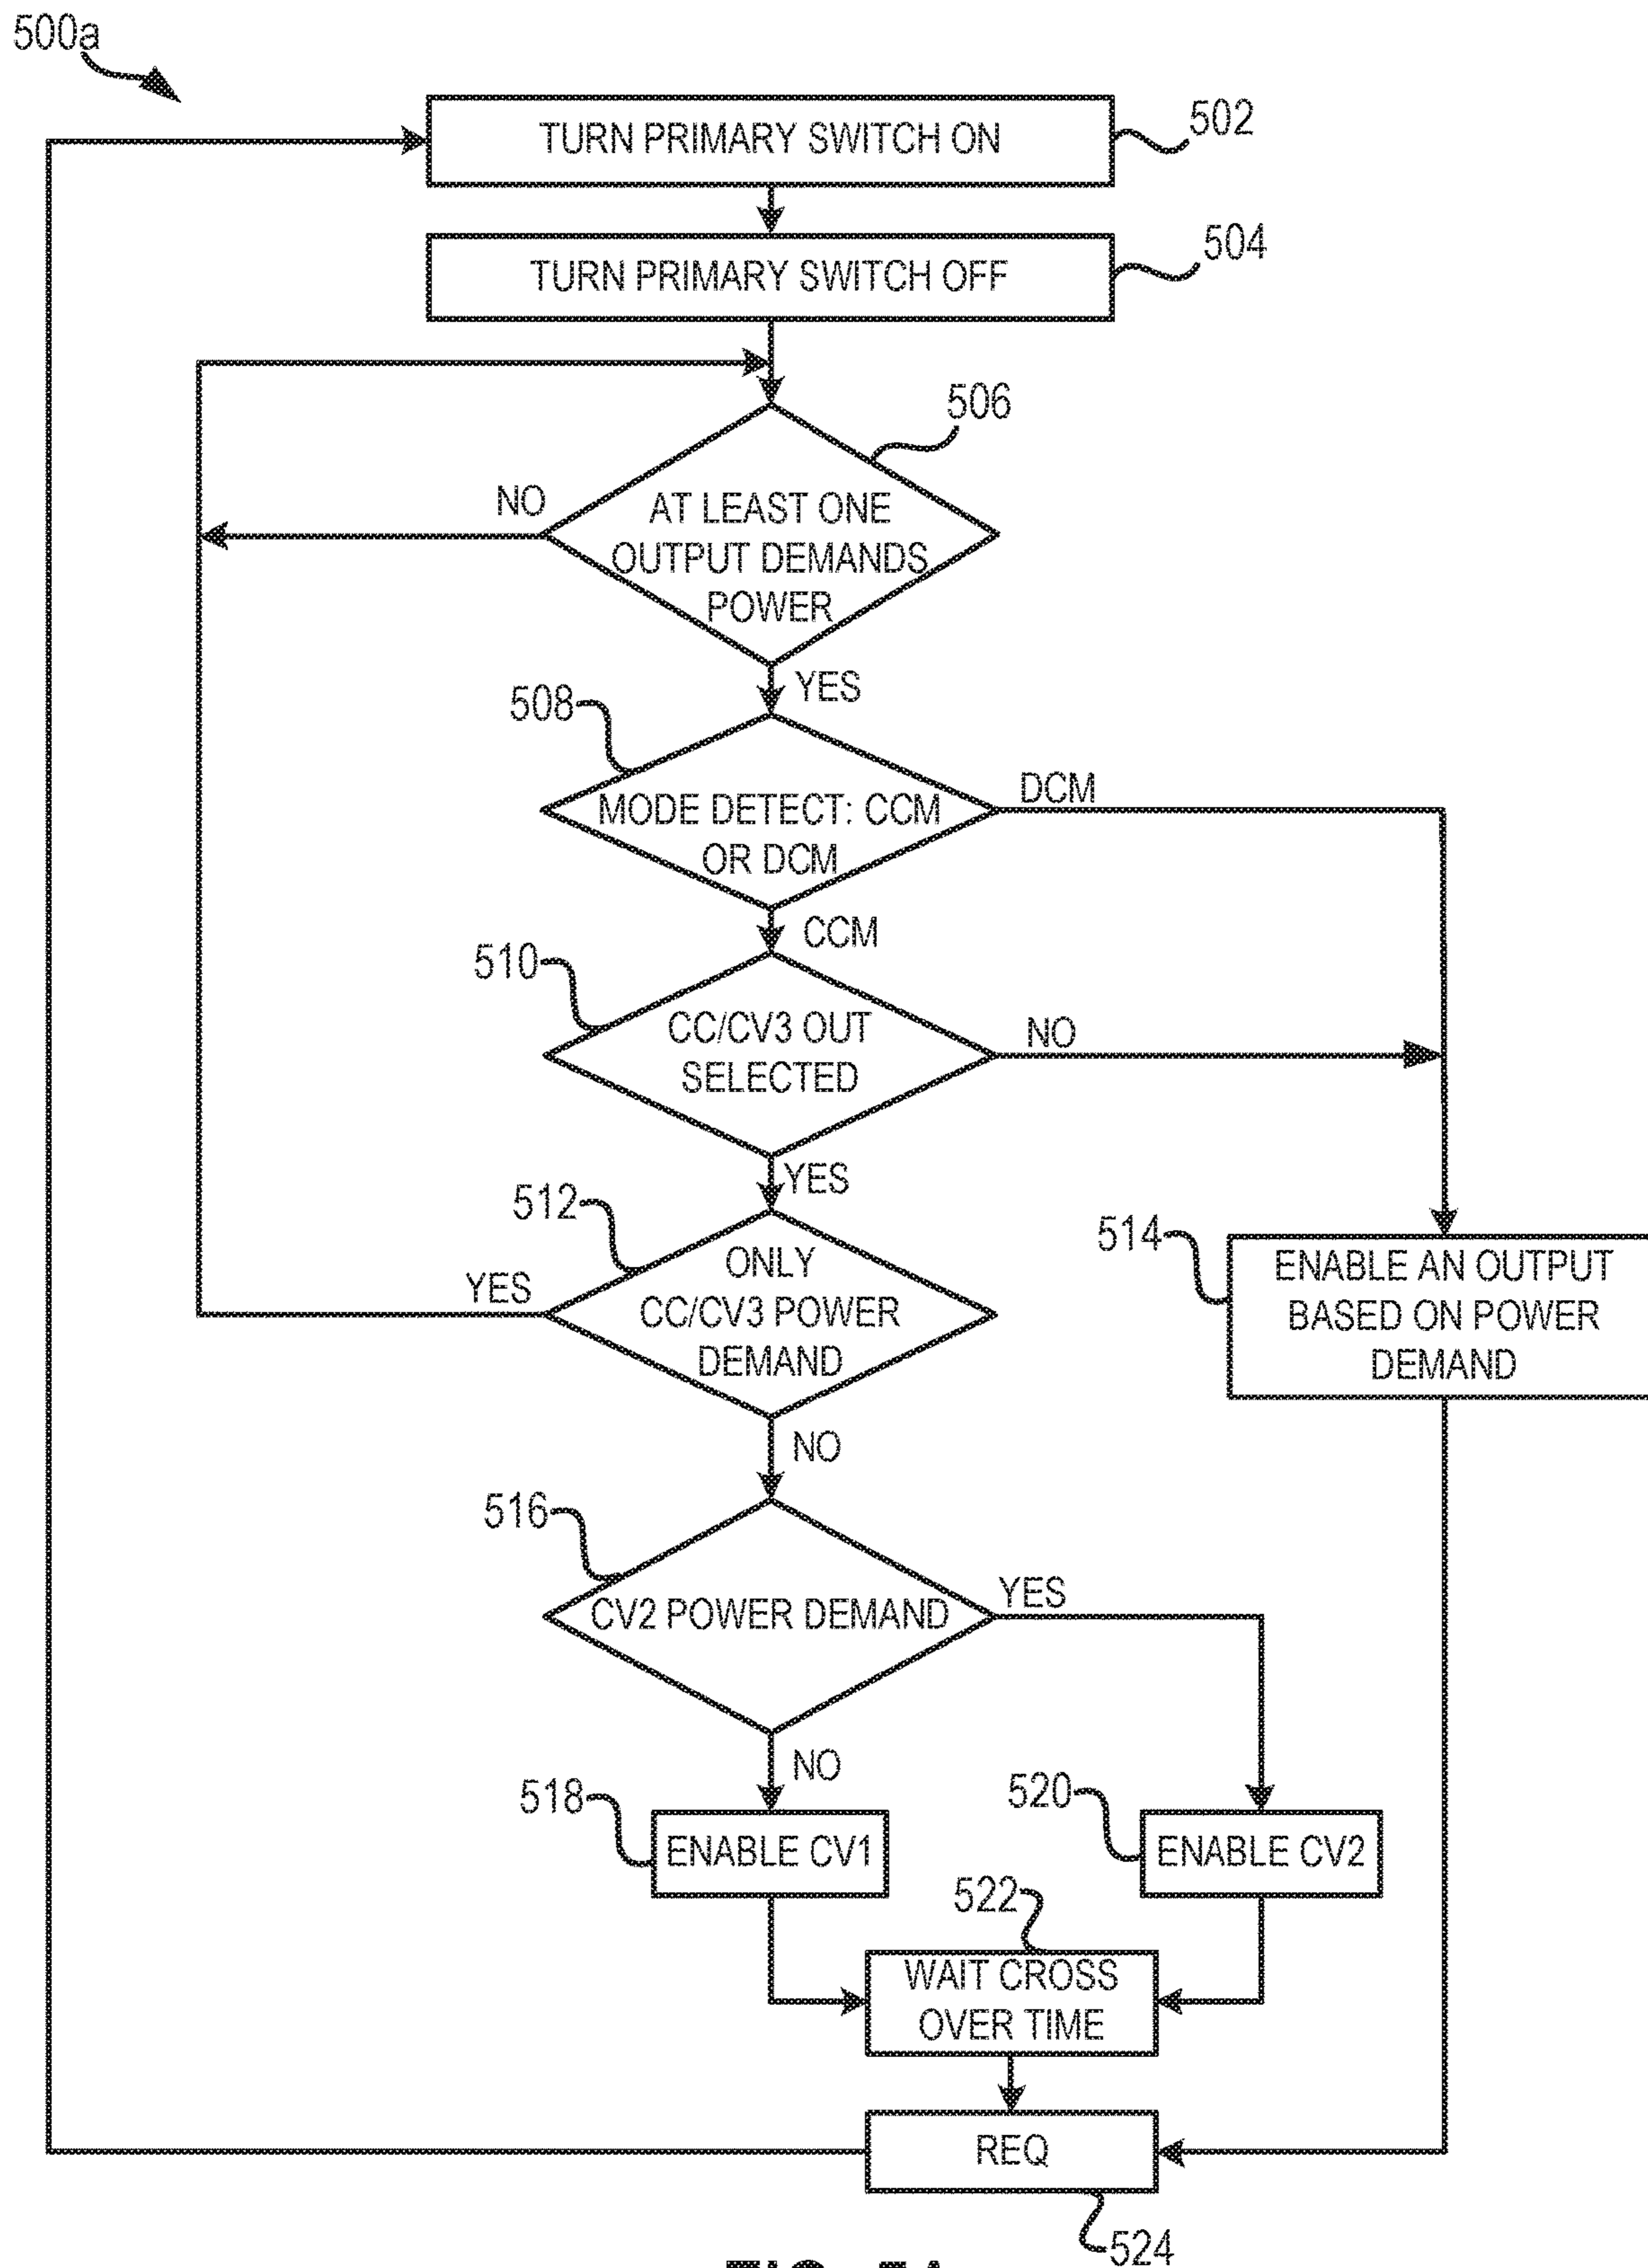 500a
TURN PRIMARY SWITCH ON
502
TURN PRIMARY SWITCH OFF
504
506
NO
AT LEAST ONE
OUTPUT DEMANDS
POWER
YES
508
MODE DETECT: CCM
OR DCM
DCM
CCM
510
CC/CV3 OUT
SELECTED
NO
YES
512
ONLY
CC/CV3 POWER
DEMAND
YES
514
ENABLE AN OUTPUT
BASED ON POWER
DEMAND
NO
516
CV2 POWER DEMAND
YES
NO
518
ENABLE CV1
520
ENABLE CV2
522
WAIT CROSS
OVER TIME
REQ
524